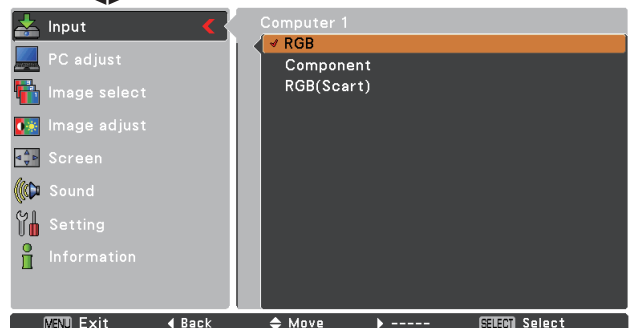 Input
PC adjust
Image select
Image adjust
Screen
Sound
Setting
Information
Computer 1
RGB
Component
RGB(Scart)
MENU Exit
Back
Move
-----
SELECT Select